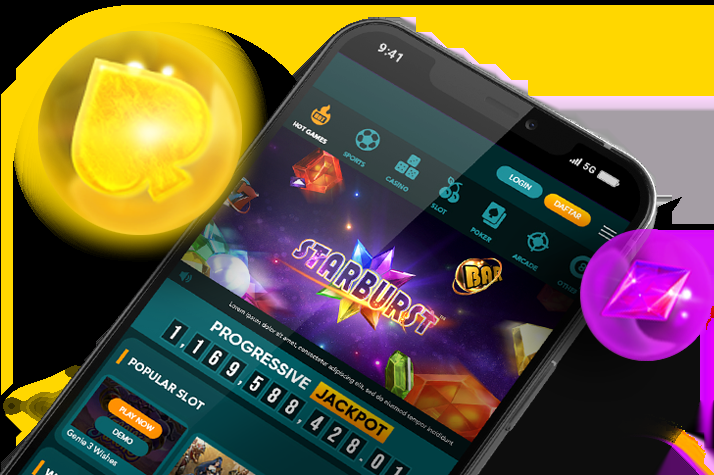 9:41
5G
LOGIN
DAFTAR
HOT GAMES
SPORTS
CASINO
SLOT
POKER
ARCADE
STARBURST™
BAR
Lorem ipsum dolor sit amet, consectetur adipiscing elit, sed do eiusmod tempor incididunt
PROGRESSIVE JACKPOT
1,169,588,428.01
POPULAR SLOT
PLAY NOW
DEMO
Genie 3 Wishes